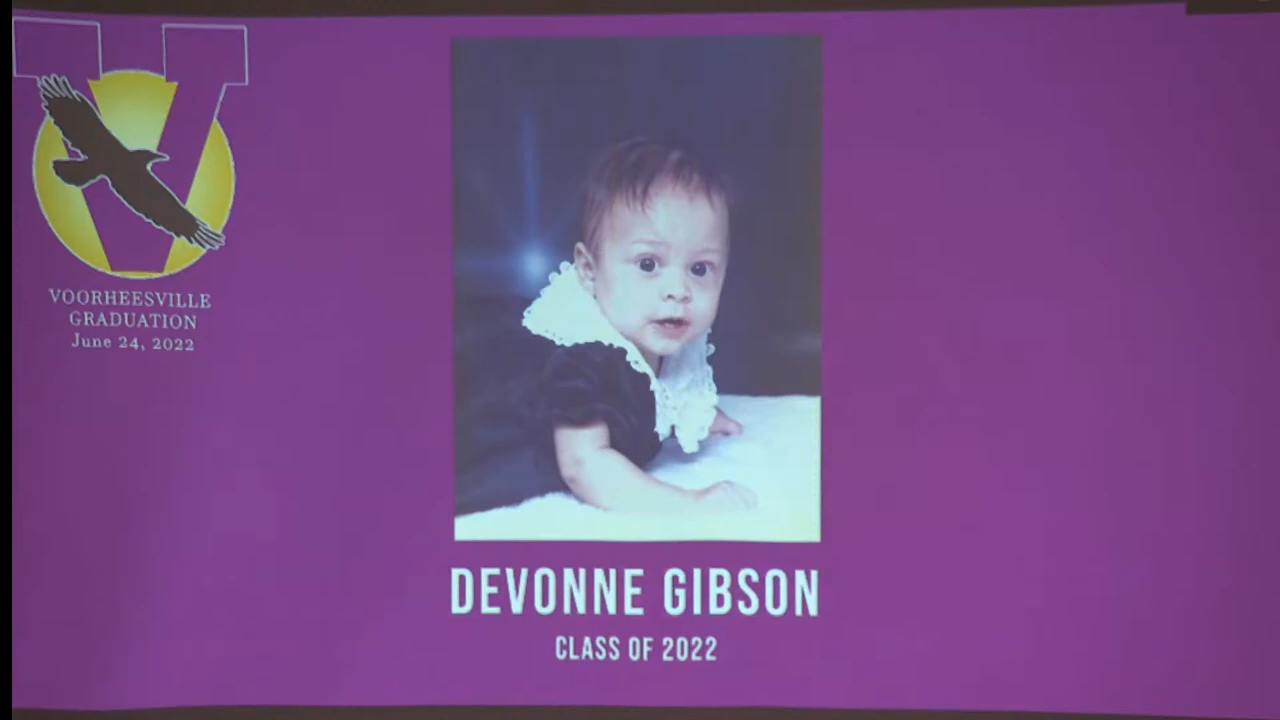 VOORHEESVILLE
GRADUATION
June 24, 2022
DEVONNE GIBSON
CLASS OF 2022